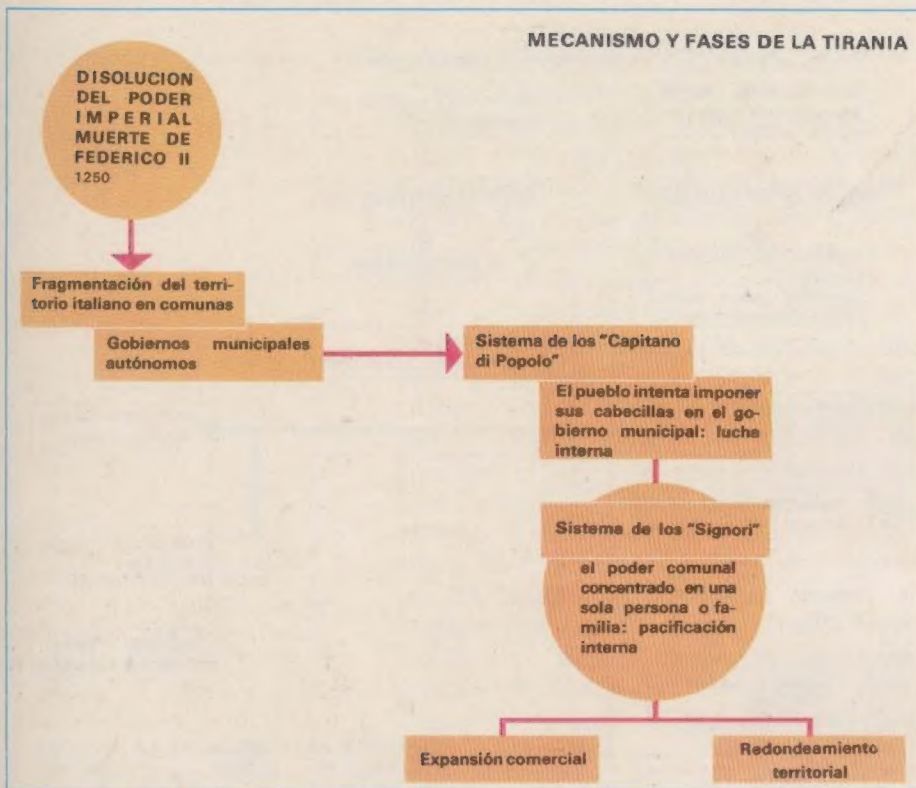 MECANISMO Y FASES DE LA TIRANIA
DISOLUCION
DEL PODER
IMPERIAL
MUERTE DE
FEDERICO II
1250
Fragmentación del terri-
torio italiano en comunas
Gobiernos municipales
autónomos
Sistema de los "Capitano
di Popolo"
El pueblo intenta imponer
sus cabecillas en el go-
bierno municipal: lucha
interna
Sistema de los "Signori"
el poder comunal
concentrado en una
sola persona o fa-
milia: pacificación
interna
Expansión comercial
Redondeamiento
territorial